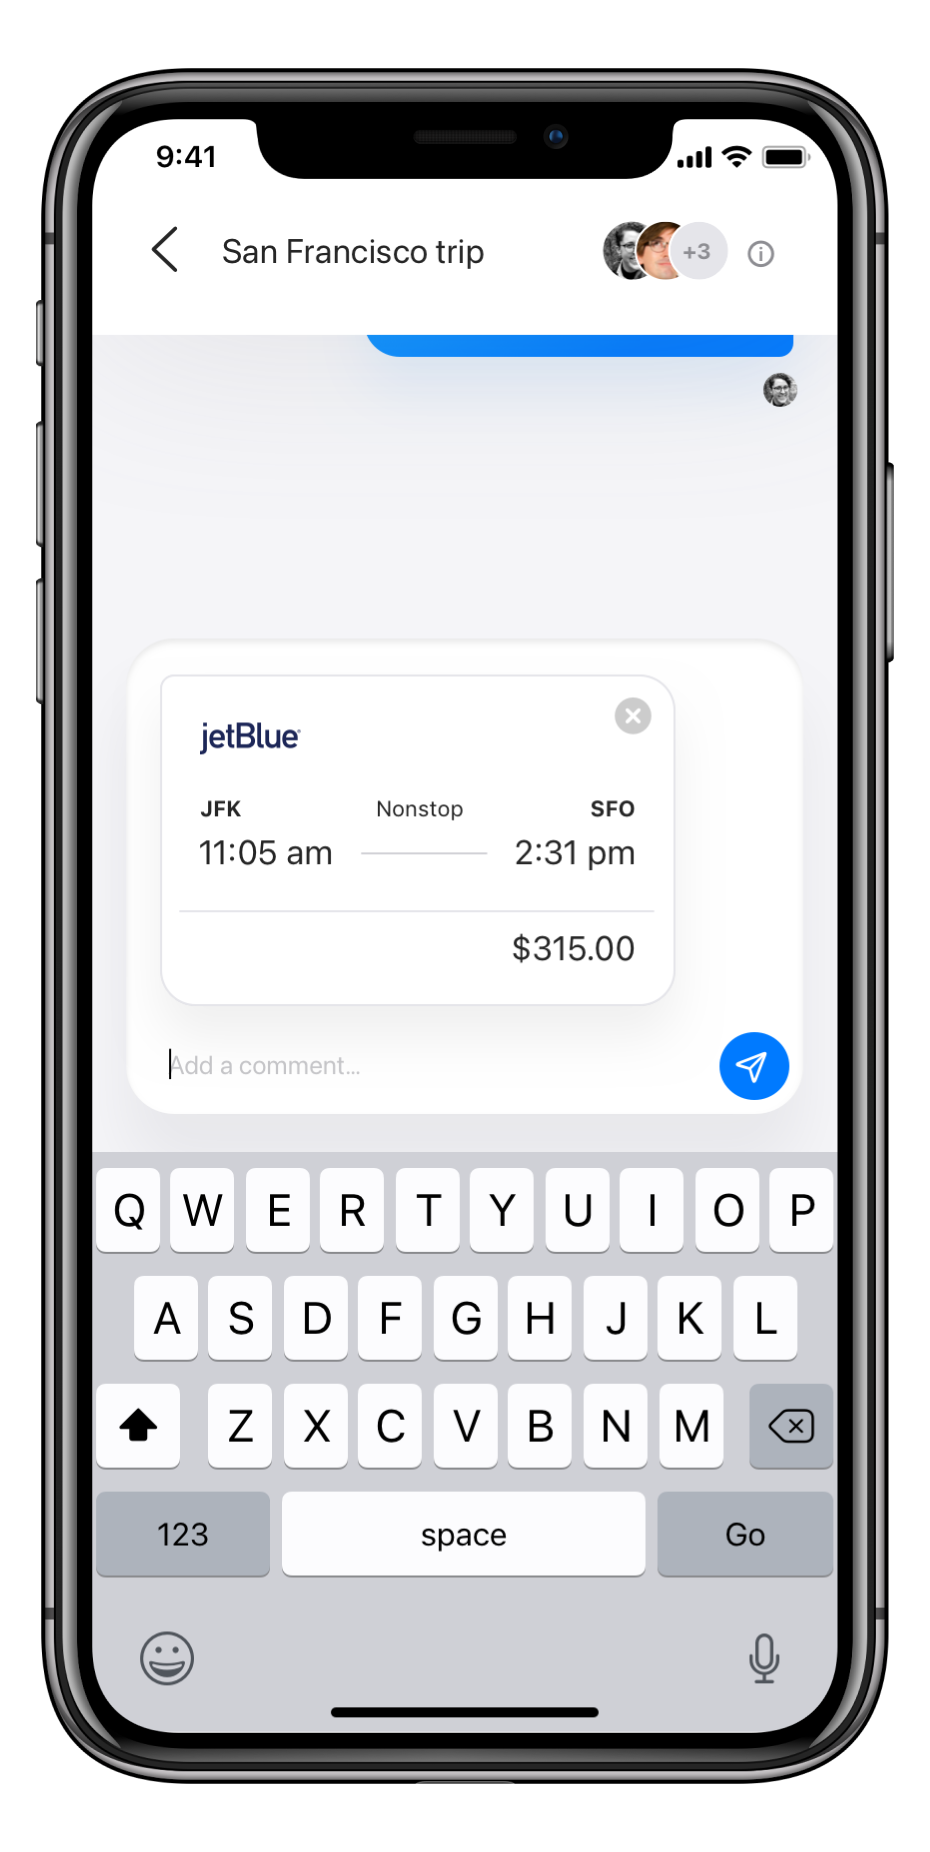 9:41
San Francisco trip +3
jetBlue
JFK Nonstop SFO
11:05 am 2:31 pm
$315.00
Add a comment...
Q W E R T Y U I O P
A S D F G H J K L
Z X C V B N M
123 space Go